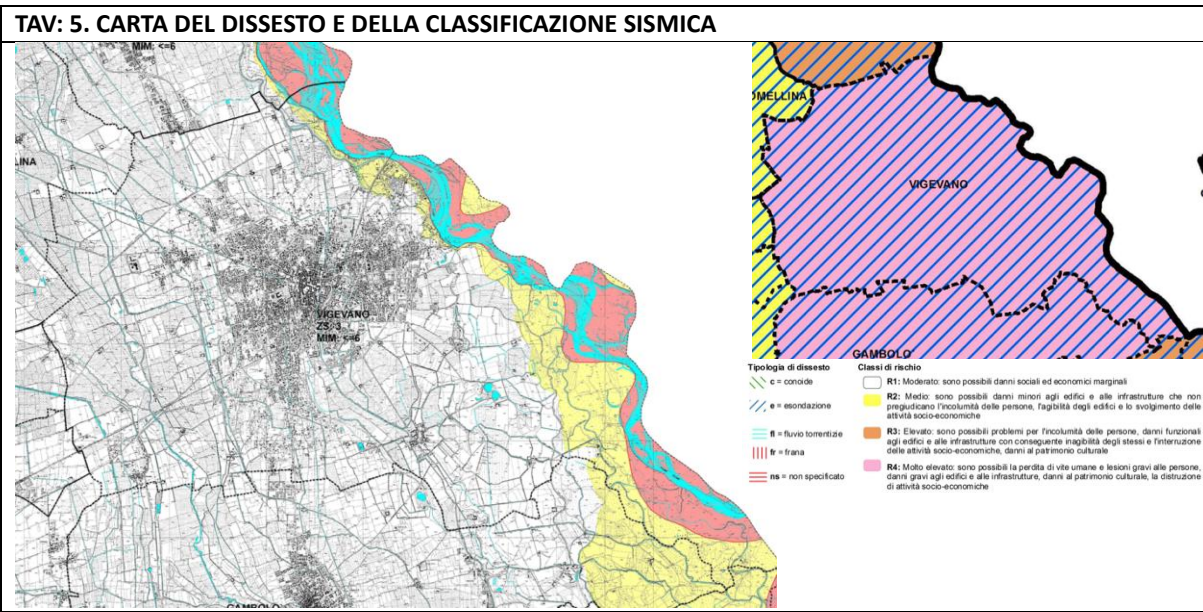 TAV: 5. CARTA DEL DISSESTO E DELLA CLASSIFICAZIONE SISMICA
MIM: <=6
LINA
VIGEVANO
ZS: 3
MIM: <=6
GAMBOLO
OMELLINA
VIGEVANO
GAMBOLO
Tipologia di dissesto
c = conoide
e = esondazione
fl = fluvio torrentizie
fr = frana
ns = non specificato
Classi di rischio
R1: Moderato: sono possibili danni sociali ed economici marginali
R2: Medio: sono possibili danni minori agli edifici e alle infrastrutture che non
pregiudicano l'incolumità delle persone, l'agibilità degli edifici e lo svolgimento delle
attività socio-economiche
R3: Elevato: sono possibili problemi per l'incolumità delle persone, danni funzionali
agli edifici e alle infrastrutture con conseguente inagibilità degli stessi e l'interruzione
delle attività socio-economiche, danni al patrimonio culturale
R4: Molto elevato: sono possibili la perdita di vite umane e lesioni gravi alle persone,
danni gravi agli edifici e alle infrastrutture, danni al patrimonio culturale, la distruzione
di attività socio-economiche